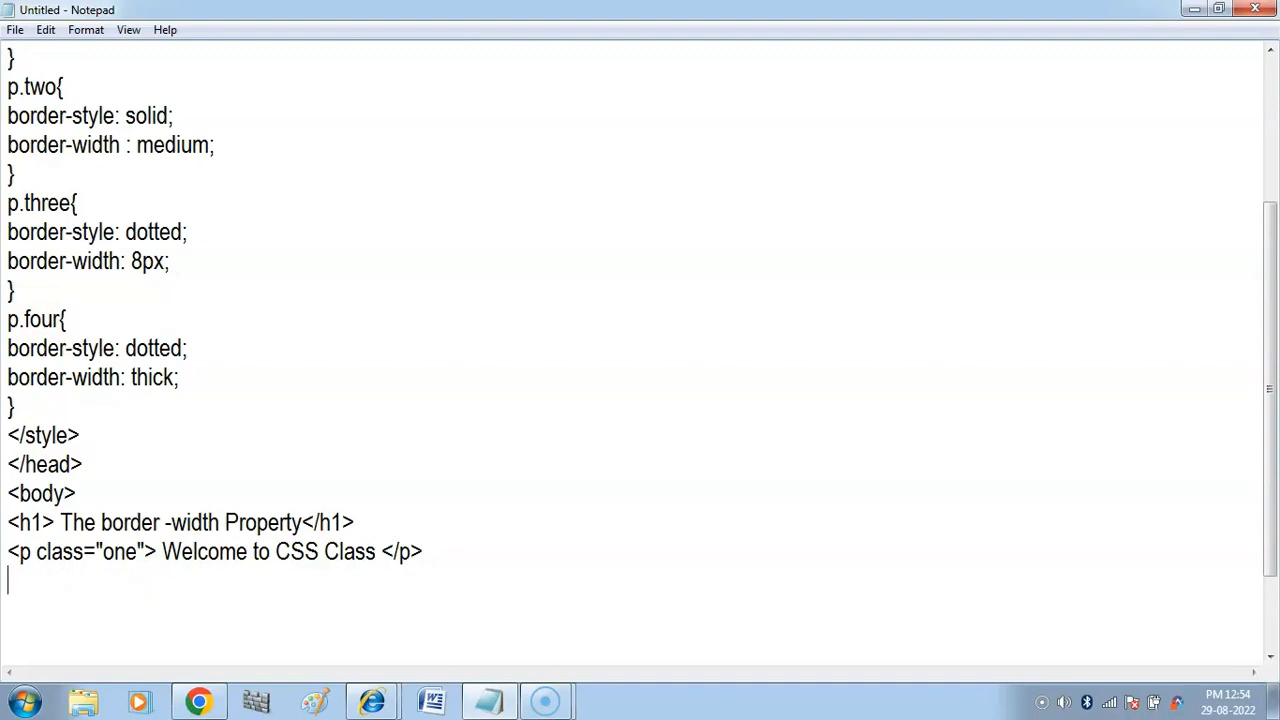 Untitled - Notepad
File Edit Format View Help
}
p.two{
border-style: solid;
border-width : medium;
}
p.three{
border-style: dotted;
border-width: 8px;
}
p.four{
border-style: dotted;
border-width: thick;
}
</style>
</head>
<body>
<h1> The border -width Property</h1>
<p class="one"> Welcome to CSS Class </p>
PM 12:54
29-08-2022